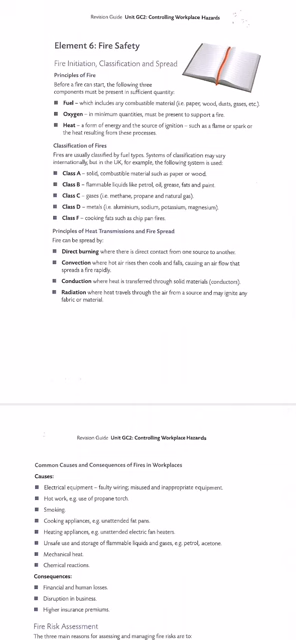 Revision Guide Unit GC2: Controlling Workplace Hazards
Element 6: Fire Safety
Fire Initiation, Classification and Spread
Principles of Fire
Before a fire can start, the following three
components must be present in sufficient quantity:
■ Fuel – which includes any combustible material (i.e. paper, wood, dusts, gases, etc.).
■ Oxygen – in minimum quantities, must be present to support a fire.
■ Heat – a form of energy and the source of ignition – such as a flame or spark or
the heat resulting from these processes.
Classification of Fires
Fires are usually classified by fuel types. Systems of classification may vary
internationally, but in the UK, for example, the following system is used:
■ Class A – solid, combustible material such as paper or wood.
■ Class B – flammable liquids like petrol, oil, grease, fats and paint.
■ Class C – gases (i.e. methane, propane and natural gas).
■ Class D – metals (i.e. aluminium, sodium, potassium, magnesium).
■ Class F – cooking fats such as chip pan fires.
Principles of Heat Transmissions and Fire Spread
Fire can be spread by:
■ Direct burning where there is direct contact from one source to another.
■ Convection where hot air rises then cools and falls, causing an air flow that
spreads a fire rapidly.
■ Conduction where heat is transferred through solid materials (conductors).
■ Radiation where heat travels through the air from a source and may ignite any
fabric or material.
Revision Guide Unit GC2: Controlling Workplace Hazards
Common Causes and Consequences of Fires in Workplaces
Causes:
■ Electrical equipment – faulty wiring; misused and inappropriate equipment.
■ Hot work, e.g. use of propane torch.
■ Smoking.
■ Cooking appliances, e.g. unattended fat pans.
■ Heating appliances, e.g. unattended electric fan heaters.
■ Unsafe use and storage of flammable liquids and gases, e.g. petrol, acetone.
■ Mechanical heat.
■ Chemical reactions.
Consequences:
■ Financial and human losses.
■ Disruption in business.
■ Higher insurance premiums.
Fire Risk Assessment
The three main reasons for assessing and managing fire risks are to: